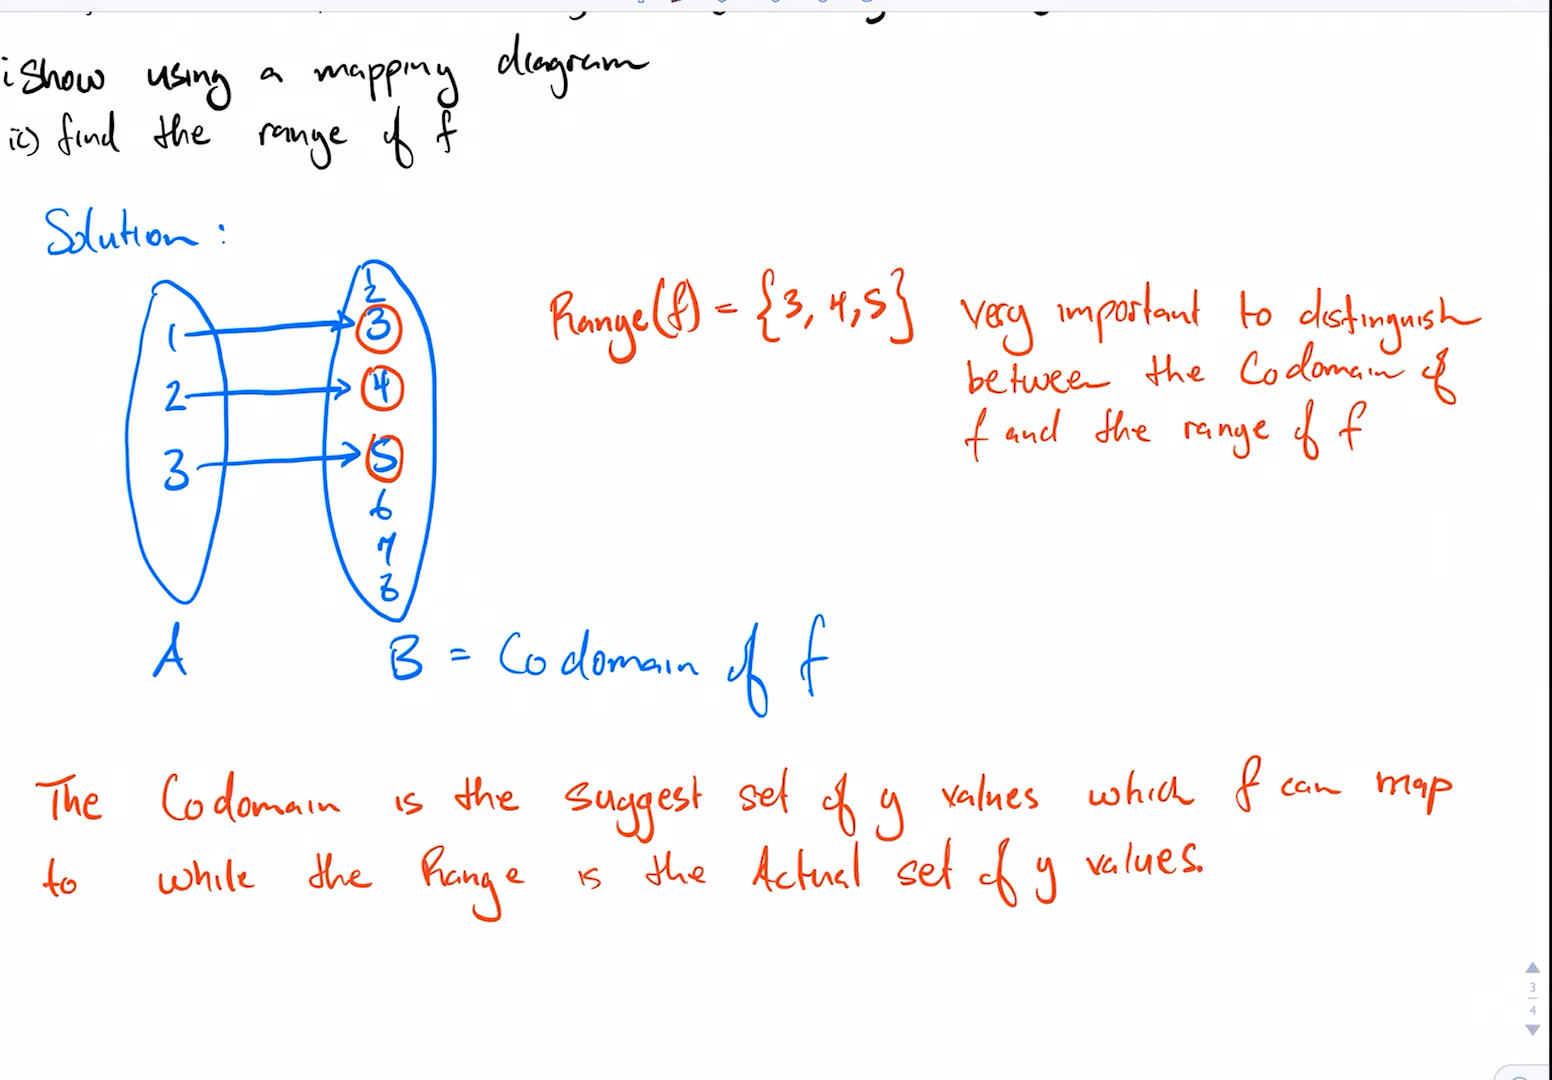 i Show using a mapping diagram
ii) find the range of f
Solution :
1
2
3
1
2
3
4
5
6
7
8
A
B = Codomain of f
Range(f) = {3, 4, 5}
very important to distinguish
between the Codomain of
f and the range of f
The Codomain is the suggest set of y values which f can map
to while the Range is the Actual set of y values.
3
4